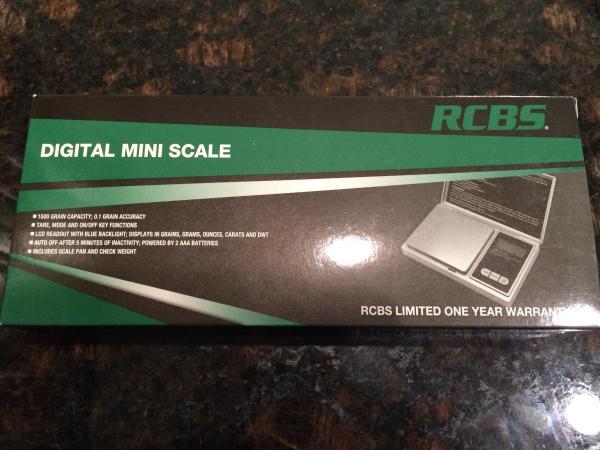 RCBS.
DIGITAL MINI SCALE
■ 1500 GRAIN CAPACITY; 0.1 GRAIN ACCURACY
■ TARE, MODE AND ON/OFF KEY FUNCTIONS
■ LCD READOUT WITH BLUE BACKLIGHT; DISPLAYS IN GRAINS, GRAMS, OUNCES, CARATS AND DWT
■ AUTO OFF AFTER 5 MINUTES OF INACTIVITY; POWERED BY 2 AAA BATTERIES
■ INCLUDES SCALE PAN AND CHECK WEIGHT
RCBS LIMITED ONE YEAR WARRANTY